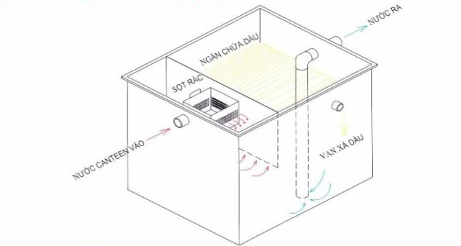 NƯỚC RA
NGĂN CHỨA DẦU
SỌT RÁC
NƯỚC CANTEEN VÀO
VAN XẢ DẦU